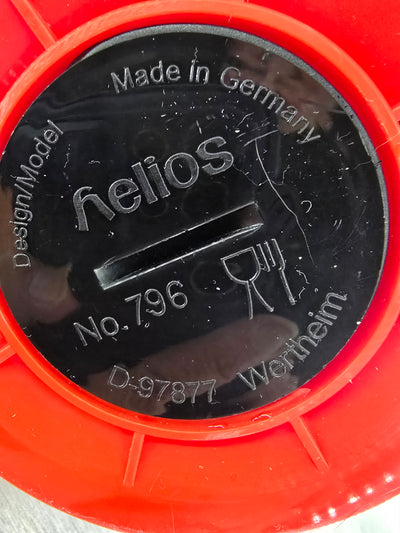 Made in Germany
Design/Model
helios
No. 796
D-97877 Wertheim